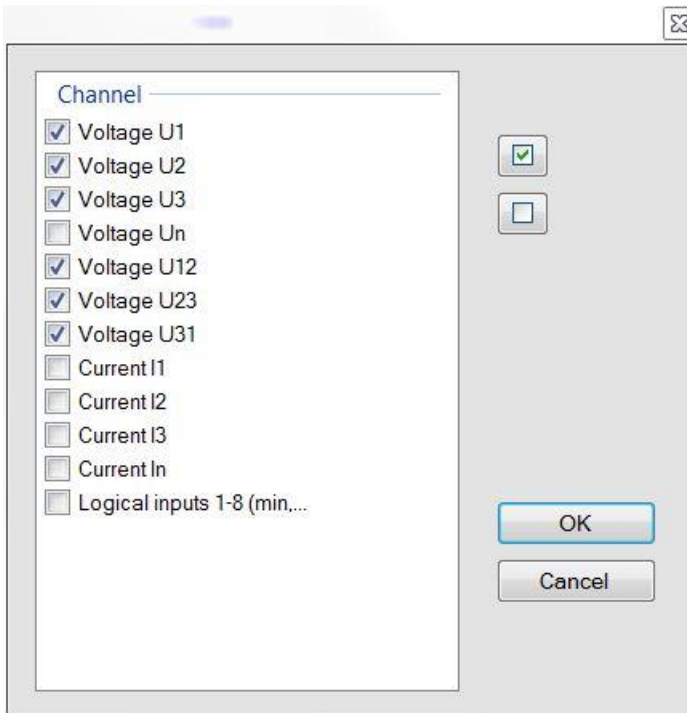 Channel
Voltage U1
Voltage U2
Voltage U3
Voltage Un
Voltage U12
Voltage U23
Voltage U31
Current I1
Current I2
Current I3
Current In
Logical inputs 1-8 (min,...
OK
Cancel